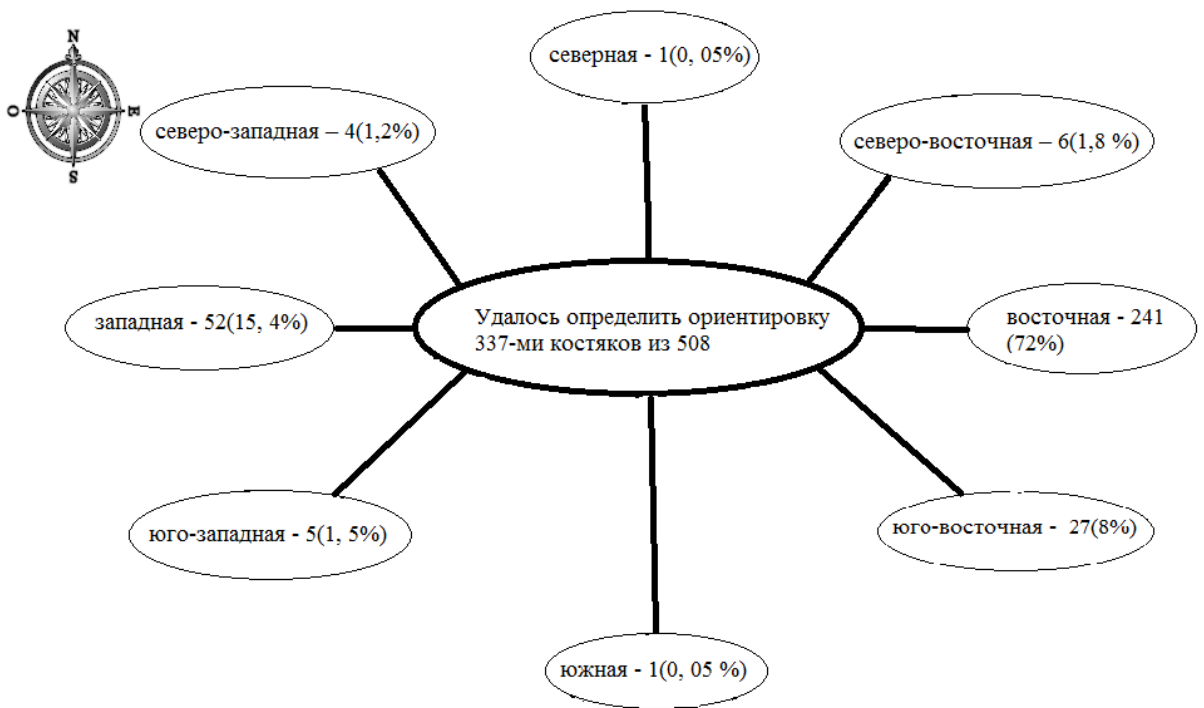 N
O
E
S
северная - 1(0, 05%)
северо-западная – 4(1,2%)
северо-восточная – 6(1,8 %)
западная - 52(15, 4%)
Удалось определить ориентировку
337-ми костяков из 508
восточная - 241
(72%)
юго-западная - 5(1, 5%)
юго-восточная - 27(8%)
южная - 1(0, 05 %)